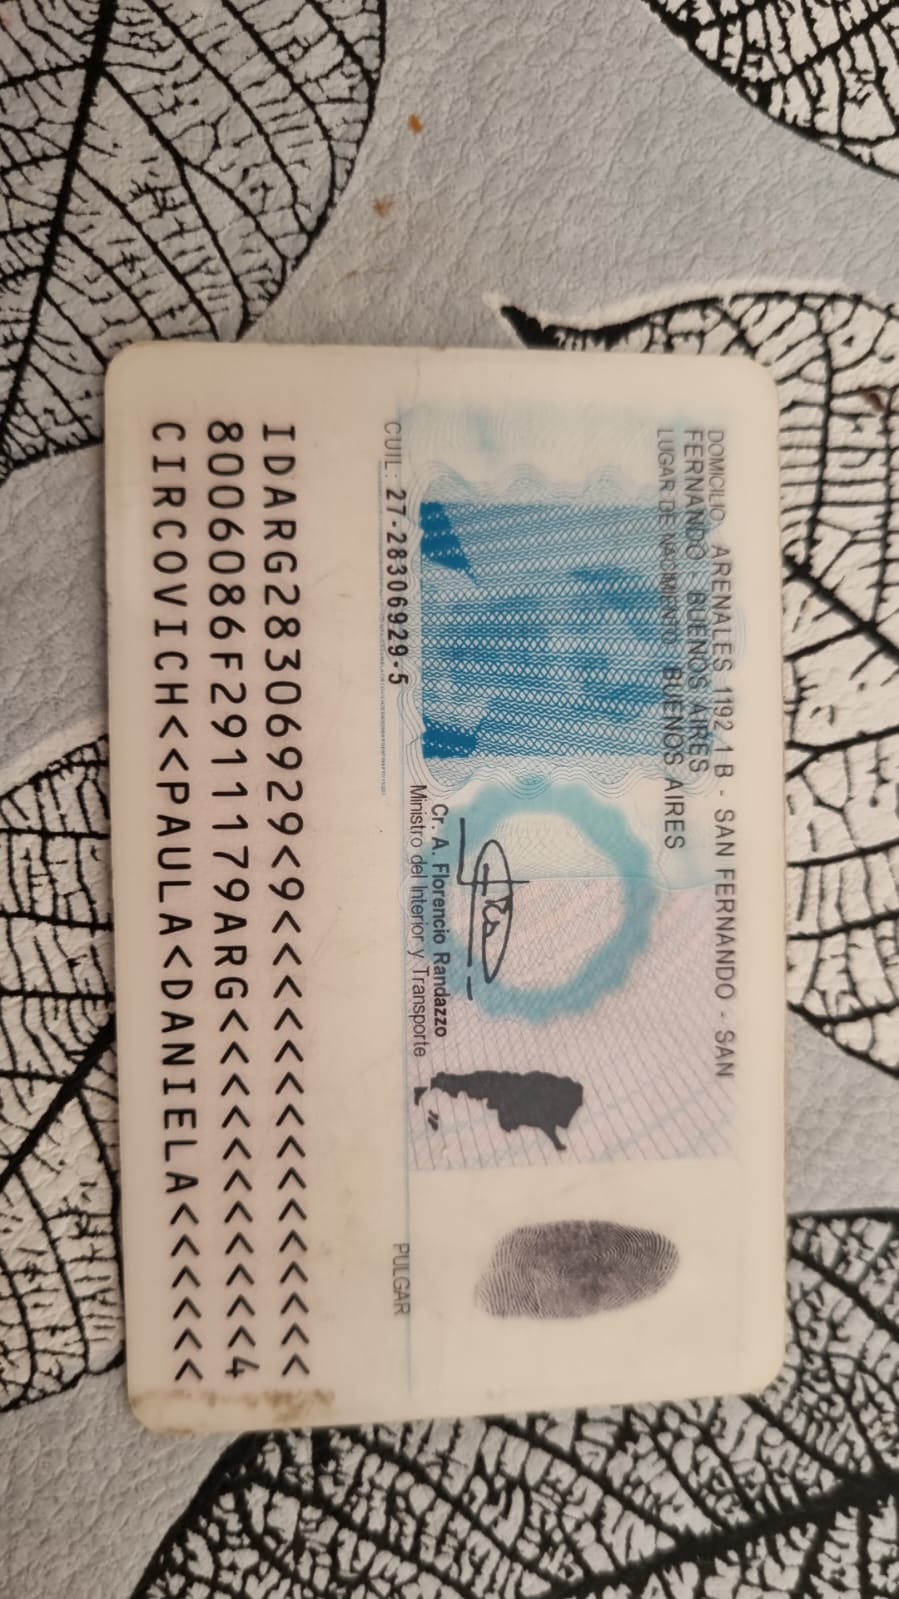 DOMICILIO: ARENALES 1192 1 B - SAN FERNANDO - SAN
FERNANDO - BUENOS AIRES
LUGAR DE NACIMIENTO: BUENOS AIRES
Cr. A. Florencio Randazzo
Ministro del Interior y Transporte
CUIL: 27-28306929-5
PULGAR
IDARG28306929<9<<<<<<<<<<<<<<<
8006086F2911179ARG<<<<<<<<<<<4
CIRCOVICH<<PAULA<DANIELA<<<<<<